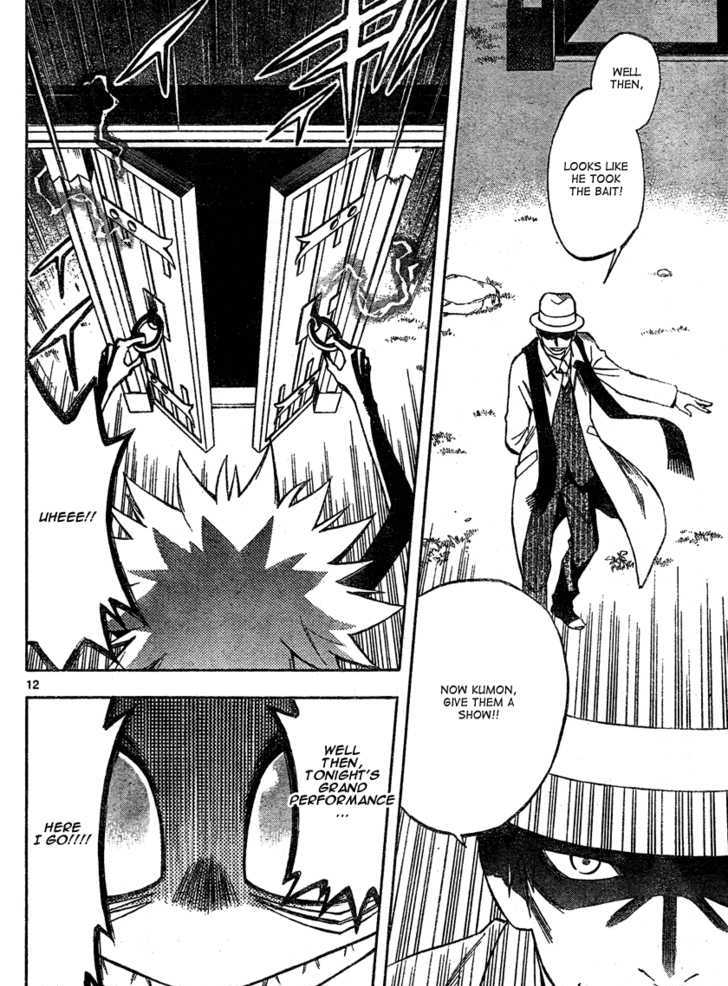 WELL
THEN,
LOOKS LIKE
HE TOOK
THE BAIT!
NOW KUMON,
GIVE THEM A
SHOW!!
UHEEE!!
12
WELL
THEN,
TONIGHT'S
GRAND
PERFORMANCE
...
HERE
I GO!!!!